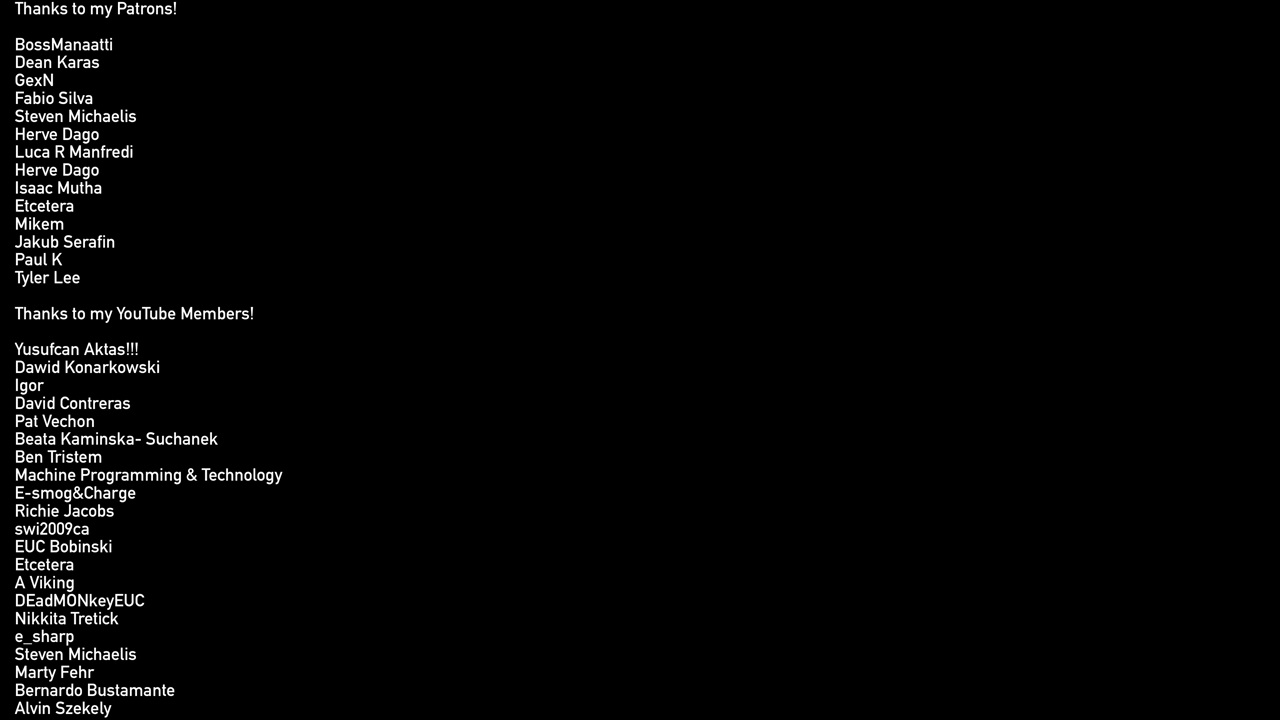 Thanks to my Patrons!
BossManaatti
Dean Karas
GexN
Fabio Silva
Steven Michaelis
Herve Dago
Luca R Manfredi
Herve Dago
Isaac Mutha
Etcetera
Mikem
Jakub Serafin
Paul K
Tyler Lee
Thanks to my YouTube Members!
Yusufcan Aktas!!!
Dawid Konarkowski
Igor
David Contreras
Pat Vechon
Beata Kaminska- Suchanek
Ben Tristem
Machine Programming & Technology
E-smog&Charge
Richie Jacobs
swi2009ca
EUC Bobinski
Etcetera
A Viking
DEadMONkeyEUC
Nikkita Tretick
e_sharp
Steven Michaelis
Marty Fehr
Bernardo Bustamante
Alvin Szekely